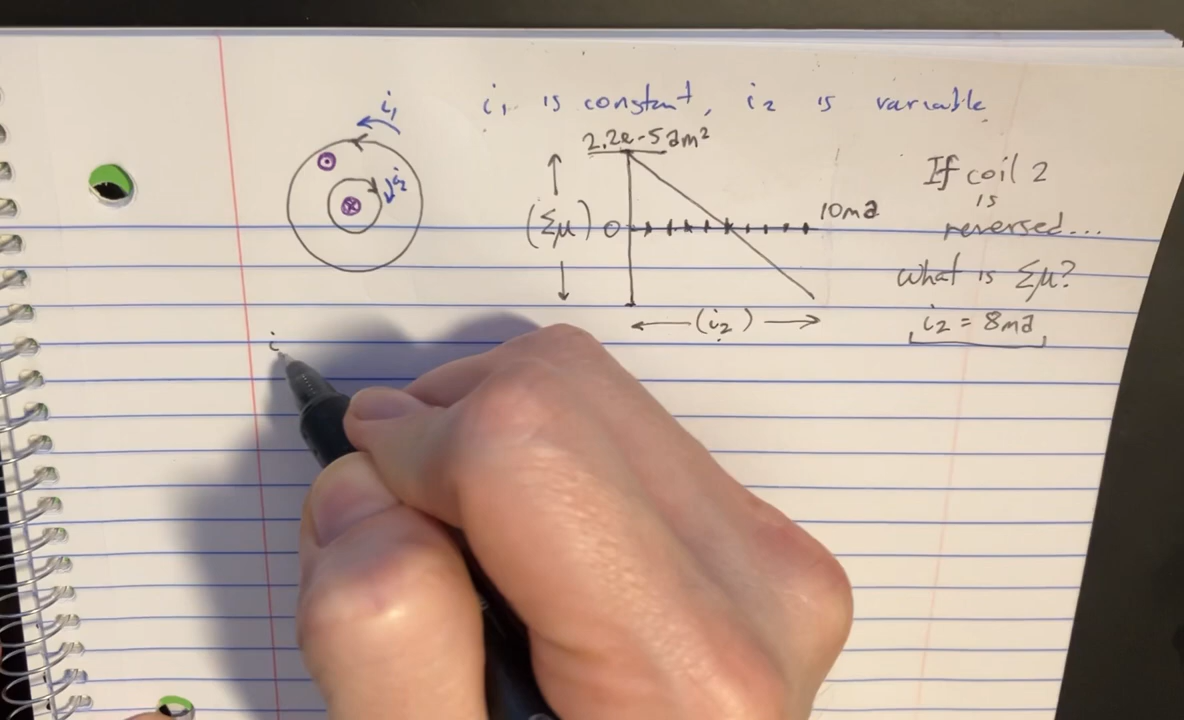 i₁ is constant, i₂ is variable
i₁
i₂
2.2e-5 am²
(Σμ) 0
10ma
(i₂)
If coil 2
is
reversed...
what is Σμ?
i₂ = 8ma
i